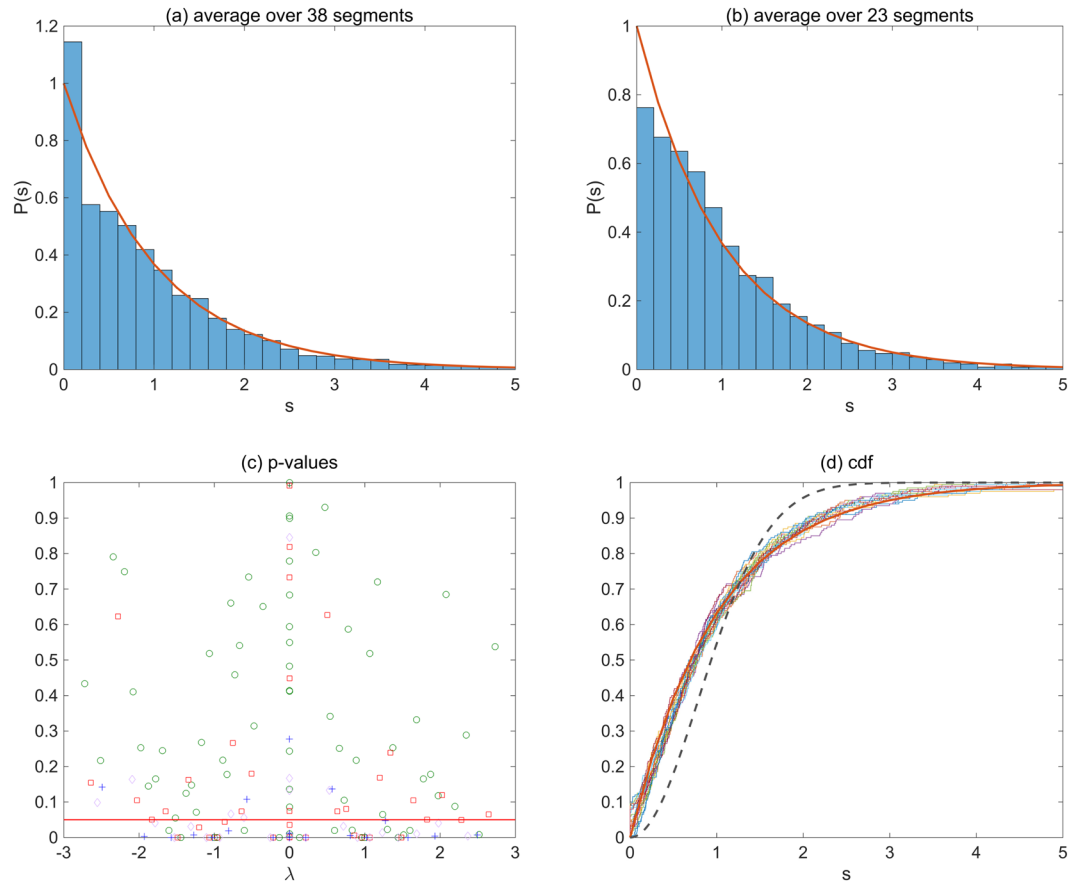 (a) average over 38 segments
1.2
1
0.8
0.6
0.4
0.2
0
P(s)
0 1 2 3 4 5
s
(b) average over 23 segments
1
0.8
0.6
0.4
0.2
0
P(s)
0 1 2 3 4 5
s
(c) p-values
1
0.9
0.8
0.7
0.6
0.5
0.4
0.3
0.2
0.1
0
-3 -2 -1 0 1 2 3
λ
(d) cdf
1
0.9
0.8
0.7
0.6
0.5
0.4
0.3
0.2
0.1
0
0 1 2 3 4 5
s